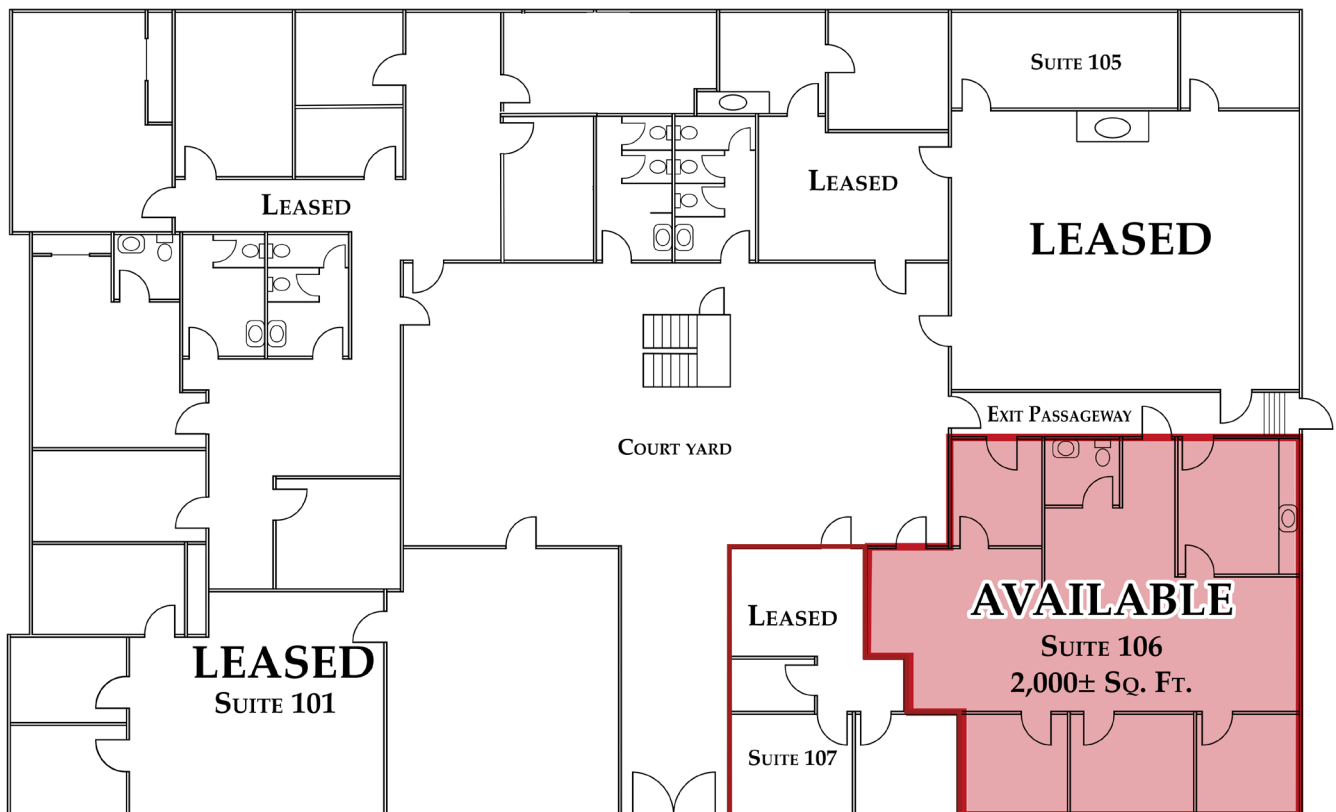 Suite 105
Leased
Leased
LEASED
Exit Passageway
Court yard
AVAILABLE
Suite 106
2,000± Sq. Ft.
Leased
LEASED
Suite 101
Suite 107